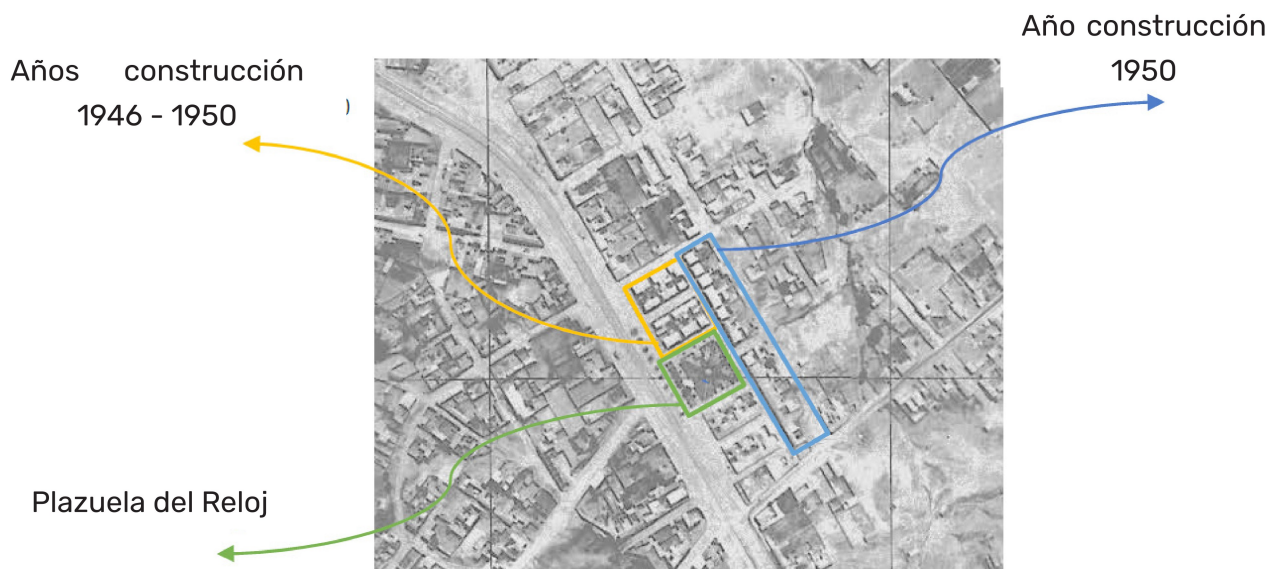 Año construcción
1950
Años construcción
1946 - 1950
)
Plazuela del Reloj